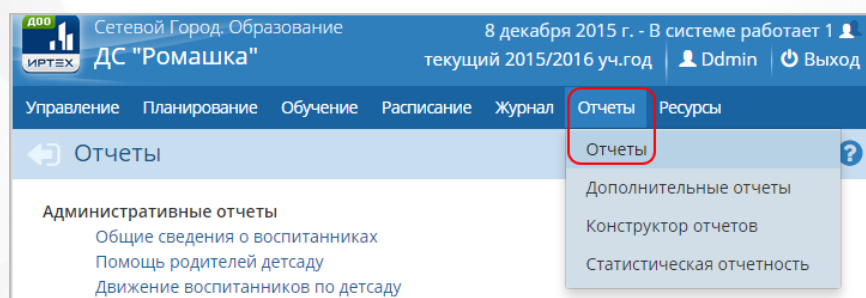 ДОО
ИРТЕХ
Сетевой Город. Образование
ДС "Ромашка"
8 декабря 2015 г. - В системе работает 1
текущий 2015/2016 уч.год Ddmin Выход
Управление Планирование Обучение Расписание Журнал Отчеты Ресурсы
Отчеты
?
Отчеты
Дополнительные отчеты
Конструктор отчетов
Статистическая отчетность
Административные отчеты
Общие сведения о воспитанниках
Помощь родителей детсаду
Движение воспитанников по детсаду